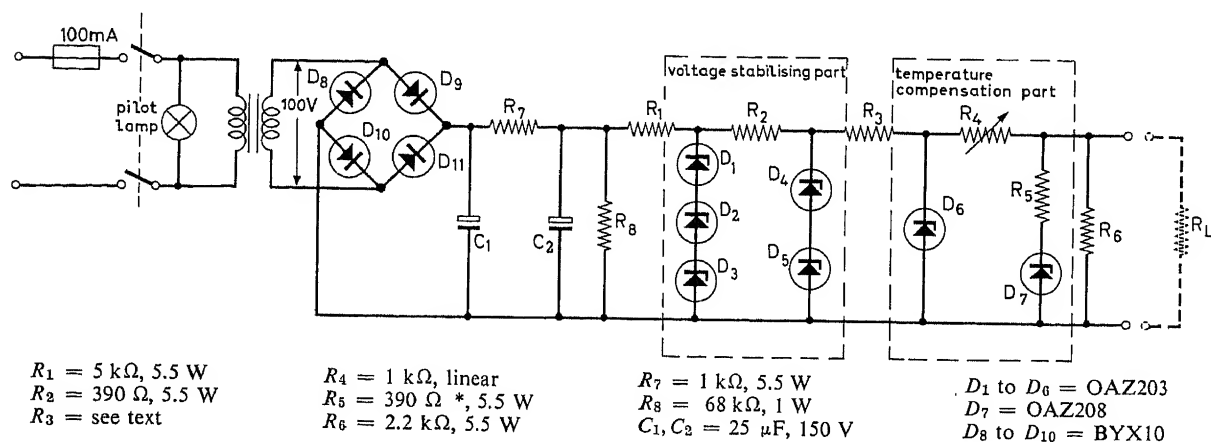 100mA
pilot
lamp
100V
D8
D9
D10
D11
R7
C1
C2
R8
R1
voltage stabilising part
R2
D1
D2
D3
D4
D5
R3
temperature
compensation part
R4
D6
R5
D7
R6
RL
R1 = 5 kΩ, 5.5 W
R2 = 390 Ω, 5.5 W
R3 = see text
R4 = 1 kΩ, linear
R5 = 390 Ω *, 5.5 W
R6 = 2.2 kΩ, 5.5 W
R7 = 1 kΩ, 5.5 W
R8 = 68 kΩ, 1 W
C1, C2 = 25 μF, 150 V
D1 to D6 = OAZ203
D7 = OAZ208
D8 to D10 = BYX10